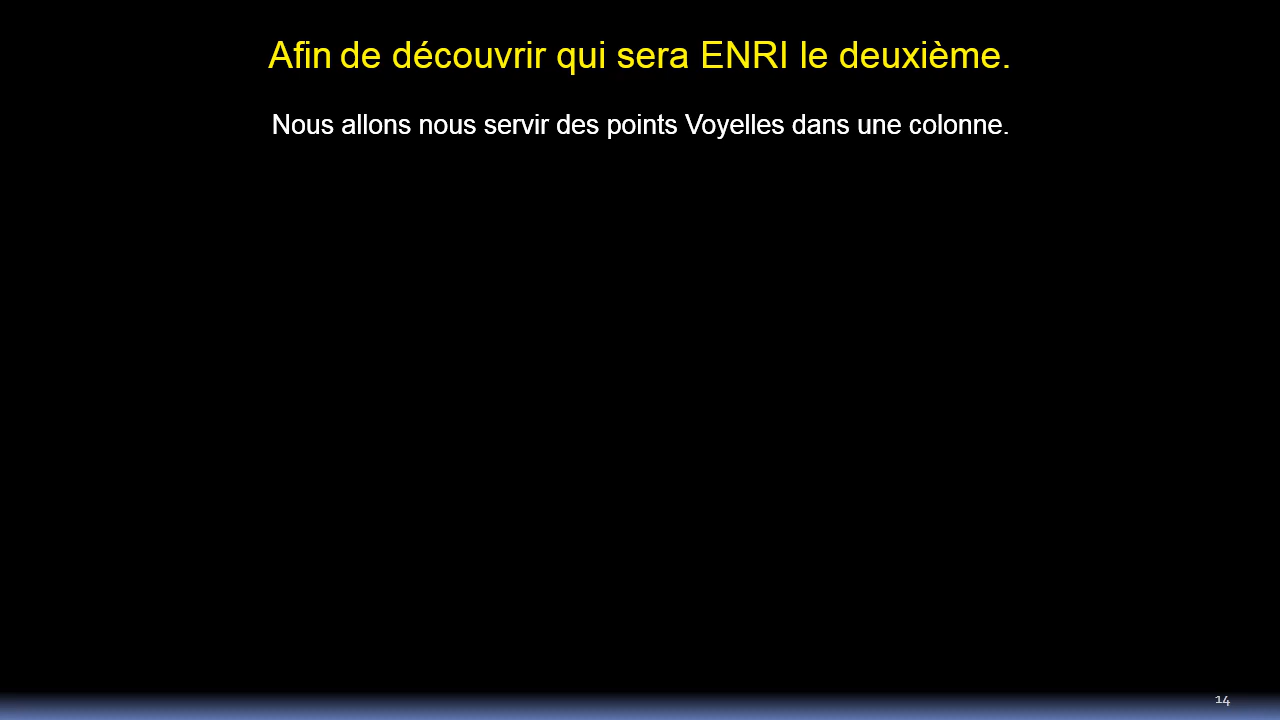 Afin de découvrir qui sera ENRI le deuxième.
Nous allons nous servir des points Voyelles dans une colonne.
14